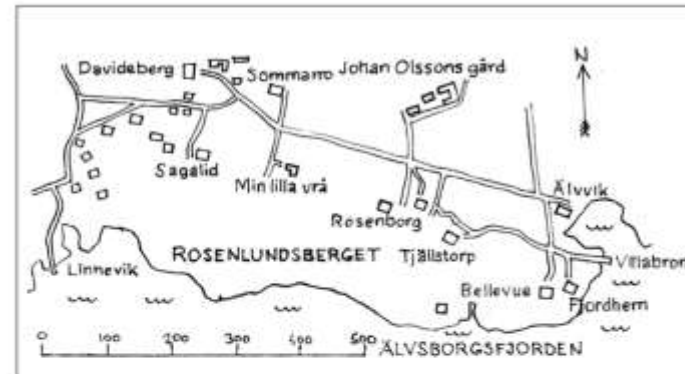 N
Davideberg
Sommarro
Johan Olssons gård
Sagalid
Min lilla vrå
Älvvik
Rosenborg
ROSENLUNDSBERGET
Tjällstorp
Villabron
Linnevik
Bellevue
Fjordhem
0 100 200 300 400 500
ÄLVSBORGSFJORDEN